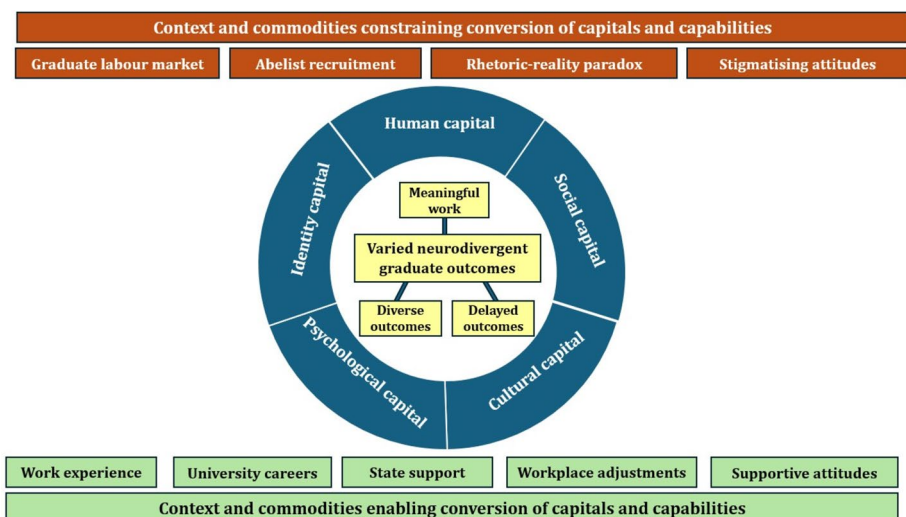 Context and commodities constraining conversion of capitals and capabilities
Graduate labour market
Abelist recruitment
Rhetoric-reality paradox
Stigmatising attitudes
Human capital
Identity capital
Social capital
Meaningful
work
Varied neurodivergent
graduate outcomes
Diverse
outcomes
Delayed
outcomes
Psychological capital
Cultural capital
Work experience
University careers
State support
Workplace adjustments
Supportive attitudes
Context and commodities enabling conversion of capitals and capabilities